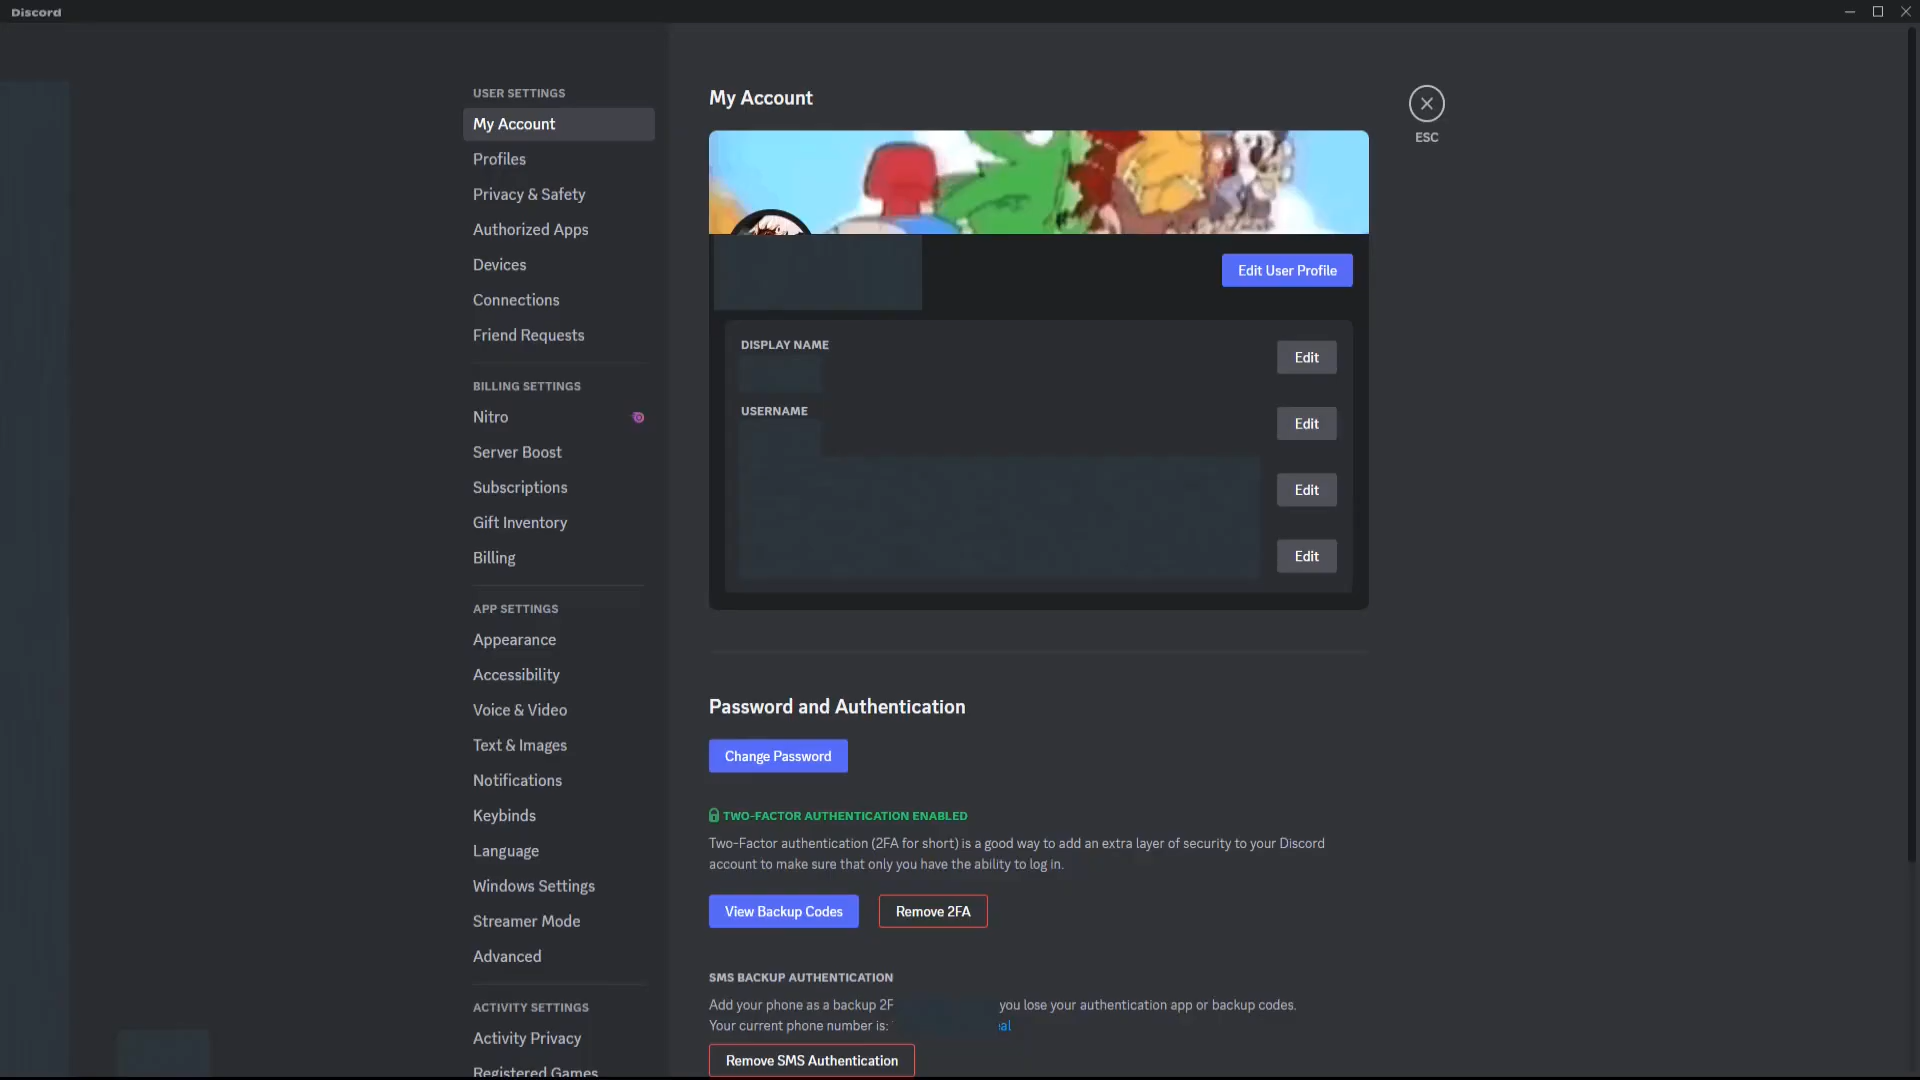 Discord
USER SETTINGS
My Account
Profiles
Privacy & Safety
Authorized Apps
Devices
Connections
Friend Requests
BILLING SETTINGS
Nitro
Server Boost
Subscriptions
Gift Inventory
Billing
APP SETTINGS
Appearance
Accessibility
Voice & Video
Text & Images
Notifications
Keybinds
Language
Windows Settings
Streamer Mode
Advanced
ACTIVITY SETTINGS
Activity Privacy
Registered Games
My Account
ESC
Edit User Profile
DISPLAY NAME
Edit
USERNAME
Edit
Edit
Edit
Password and Authentication
Change Password
TWO-FACTOR AUTHENTICATION ENABLED
Two-Factor authentication (2FA for short) is a good way to add an extra layer of security to your Discord
account to make sure that only you have the ability to log in.
View Backup Codes
Remove 2FA
SMS BACKUP AUTHENTICATION
Add your phone as a backup 2F you lose your authentication app or backup codes.
Your current phone number is: eal
Remove SMS Authentication